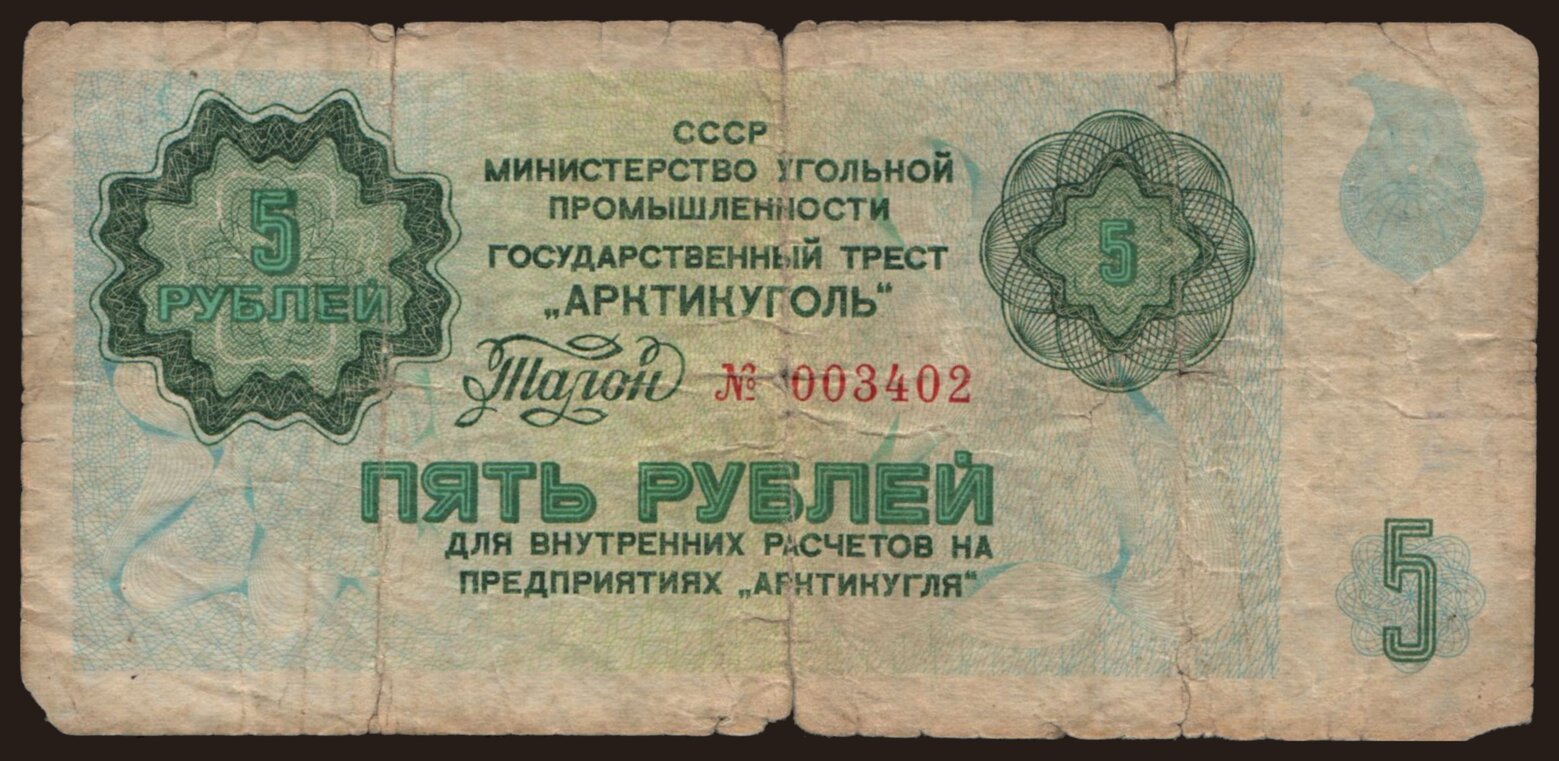 5
РУБЛЕЙ
СССР
МИНИСТЕРСТВО УГОЛЬНОЙ
ПРОМЫШЛЕННОСТИ
ГОСУДАРСТВЕННЫЙ ТРЕСТ
„АРКТИКУГОЛЬ“
Талон № 003402
5
ПЯТЬ РУБЛЕЙ
ДЛЯ ВНУТРЕННИХ РАСЧЕТОВ НА
ПРЕДПРИЯТИЯХ „АРКТИКУГЛЯ“
5